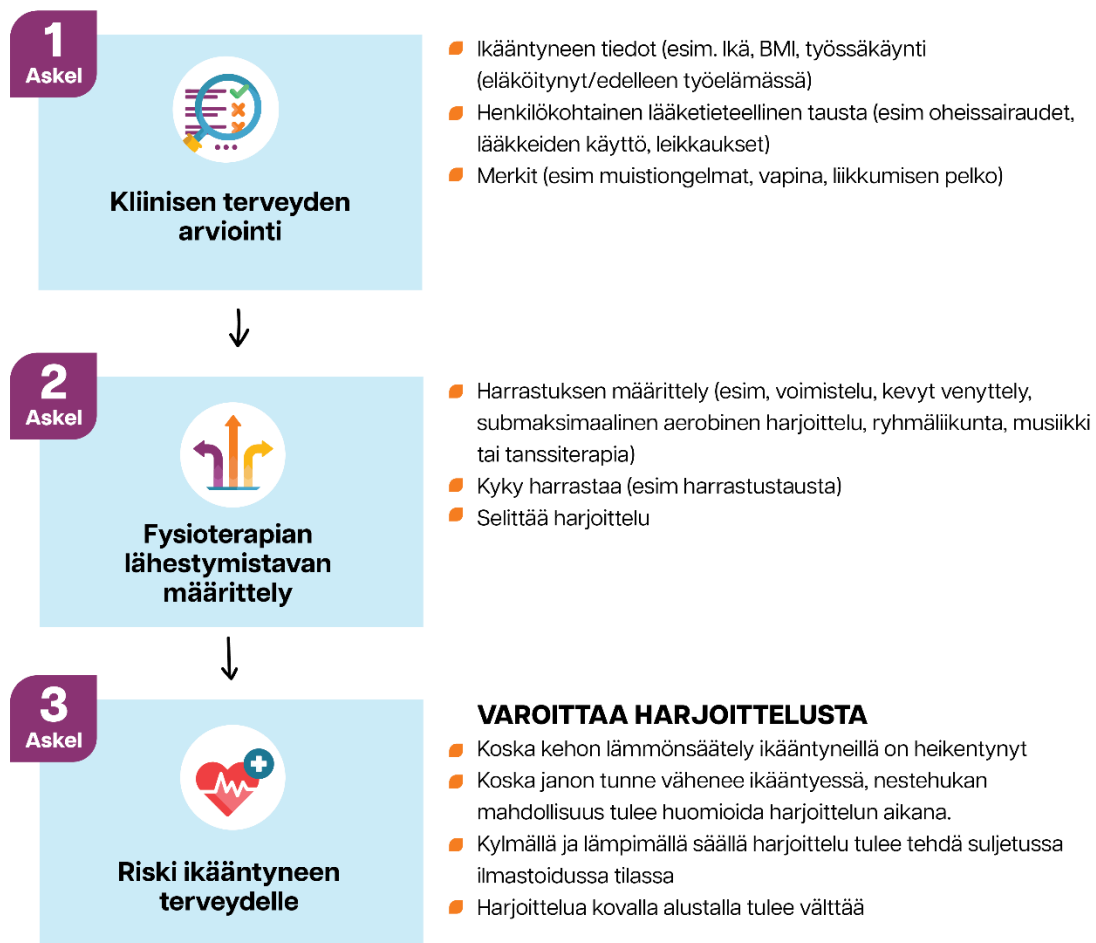 1
Askel
Kliinisen terveyden
arviointi
Ikääntyneen tiedot (esim. Ikä, BMI, työssäkäynti
(eläköitynyt/edelleen työelämässä)
Henkilökohtainen lääketieteellinen tausta (esim oheissairaudet,
lääkkeiden käyttö, leikkaukset)
Merkit (esim muistiongelmat, vapina, liikkumisen pelko)
2
Askel
Fysioterapian
lähestymistavan
määrittely
Harrastuksen määrittely (esim, voimistelu, kevyt venyttely,
submaksimaalinen aerobinen harjoittelu, ryhmäliikunta, musiikki
tai tanssiterapia)
Kyky harrastaa (esim harrastustausta)
Selittää harjoittelu
3
Askel
Riski ikääntyneen
terveydelle
VAROITTAA HARJOITTELUSTA
Koska kehon lämmönsäätely ikääntyneillä on heikentynyt
Koska janon tunne vähenee ikääntyessä, nestehukan
mahdollisuus tulee huomioida harjoittelun aikana.
Kylmällä ja lämpimällä säällä harjoittelu tulee tehdä suljetussa
ilmastoidussa tilassa
Harjoittelua kovalla alustalla tulee välttää